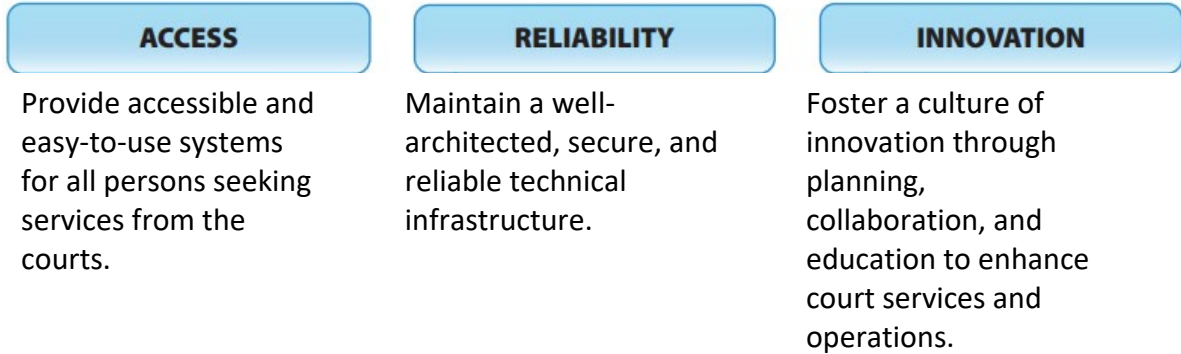 ACCESS
Provide accessible and
easy-to-use systems
for all persons seeking
services from the
courts.
RELIABILITY
Maintain a well-
architected, secure, and
reliable technical
infrastructure.
INNOVATION
Foster a culture of
innovation through
planning,
collaboration, and
education to enhance
court services and
operations.